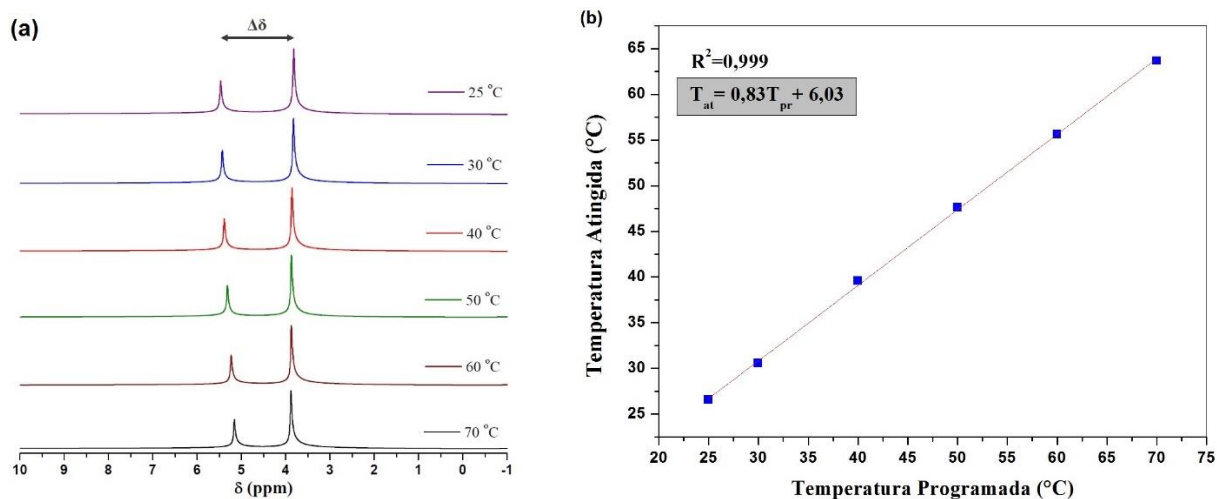 (a)
Δδ
25 °C
30 °C
40 °C
50 °C
60 °C
70 °C
10 9 8 7 6 5 4 3 2 1 0 -1
δ (ppm)
(b)
R²=0,999
T_at= 0,83T_pr+ 6,03
Temperatura Atingida (°C)
65
60
55
50
45
40
35
30
25
20 25 30 35 40 45 50 55 60 65 70 75
Temperatura Programada (°C)